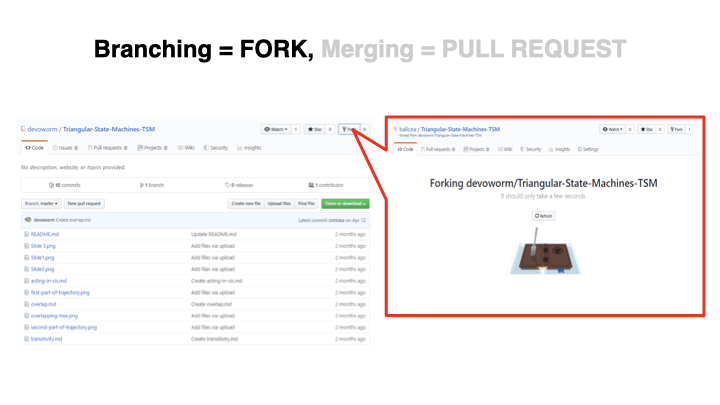 Branching = FORK, Merging = PULL REQUEST
devoworm / Triangular-State-Machines-TSM
Watch 1 Star 0 Fork 0
Code Issues 0 Pull requests 0 Projects 0 Wiki Security Insights
No description, website, or topics provided.
10 commits 1 branch 0 releases 1 contributor
Branch: master New pull request Create new file Upload files Find file Clone or download
devoworm Create overlap.md Latest commit on Apr 12
README.md Update README.md 2 months ago
Slide 3.png Add files via upload 2 months ago
Slide1.png Add files via upload 2 months ago
Slide2.png Add files via upload 2 months ago
acting-in-cis.md Create acting-in-cis.md 2 months ago
first-part-of-trajectory.png Add files via upload 2 months ago
overlap.md Create overlap.md 2 months ago
overlapping-tree.png Add files via upload 2 months ago
second-part-of-trajectory.png Add files via upload 2 months ago
transitivity.md Create transitivity.md 2 months ago
balicea / Triangular-State-Machines-TSM
forked from devoworm/Triangular-State-Machines-TSM
Watch 0 Star 0 Fork 1
Code Pull requests 0 Projects 0 Wiki Security Insights Settings
Forking devoworm/Triangular-State-Machines-TSM
It should only take a few seconds.
Refresh